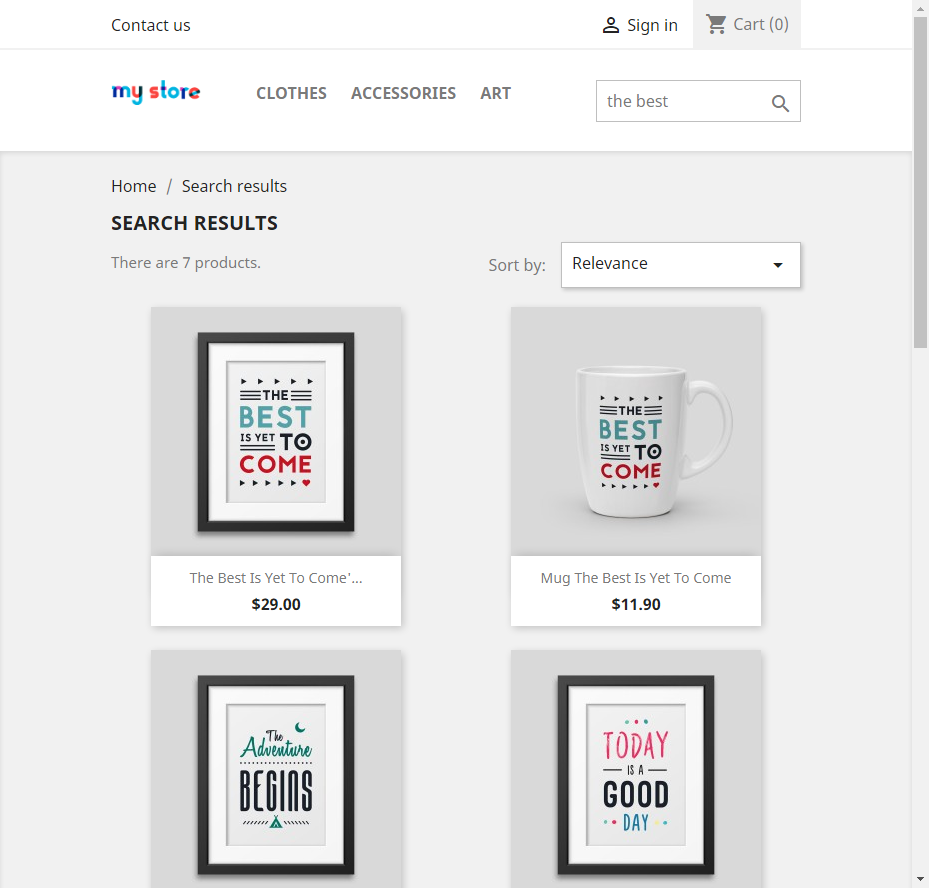 Contact us
Sign in
Cart (0)
my store
CLOTHES
ACCESSORIES
ART
the best
Home / Search results
SEARCH RESULTS
There are 7 products.
Sort by:
Relevance
THE
BEST
IS YET TO
COME
THE
BEST
IS YET TO
COME
The Best Is Yet To Come'...
$29.00
Mug The Best Is Yet To Come
$11.90
The
Adventure
BEGINS
TODAY
IS A
GOOD
DAY